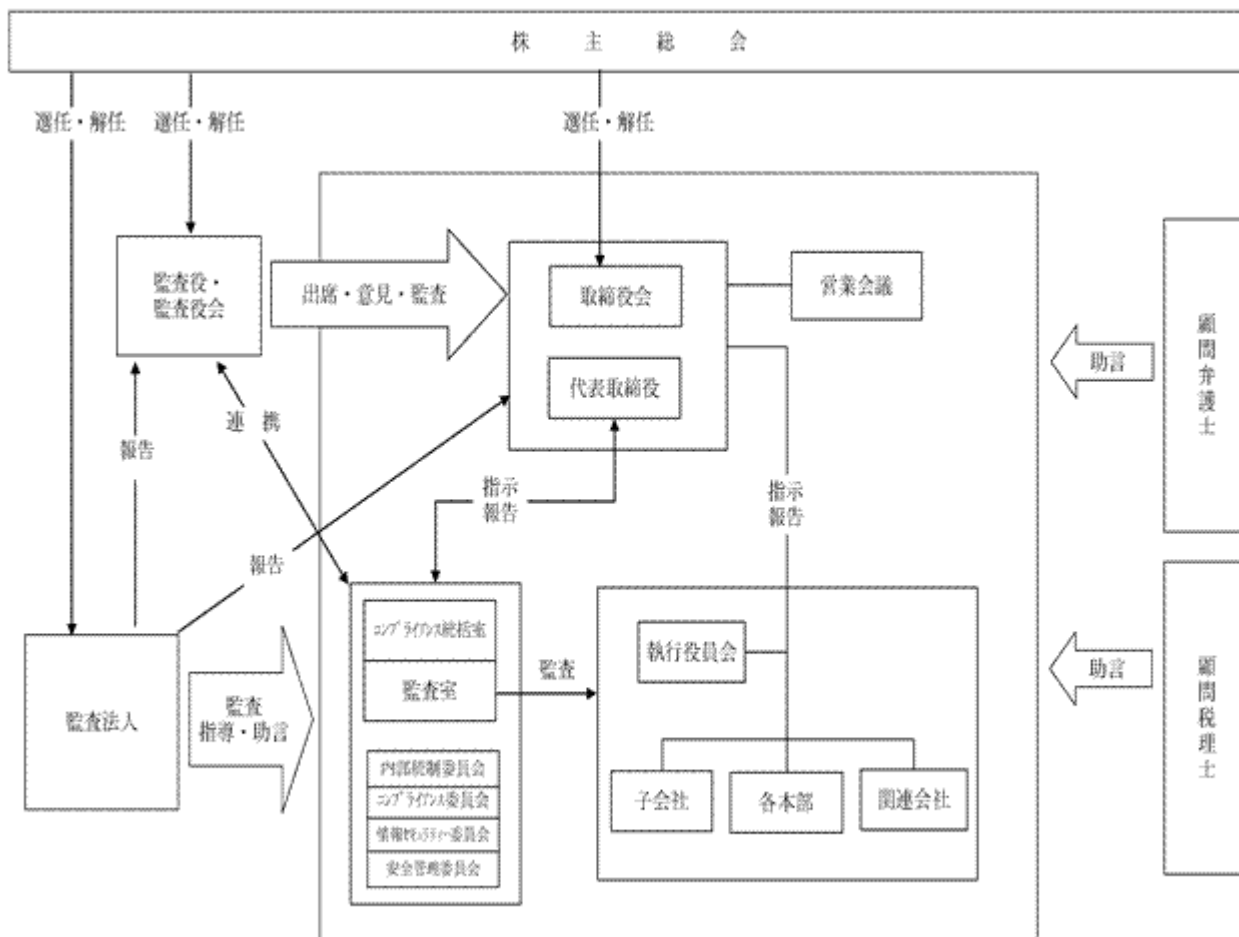 株主総会
選任・解任
選任・解任
選任・解任
監査役・
監査役会
出席・意見・監査
取締役会
代表取締役
営業会議
顧問弁護士
助言
連携
報告
報告
指示
報告
指示
報告
監査法人
監査
指導・助言
コンプライアンス統括室
監査室
監査
内部統制委員会
コンプライアンス委員会
情報セキュリティー委員会
安全管理委員会
執行役員会
子会社
各本部
関連会社
助言
顧問税理士